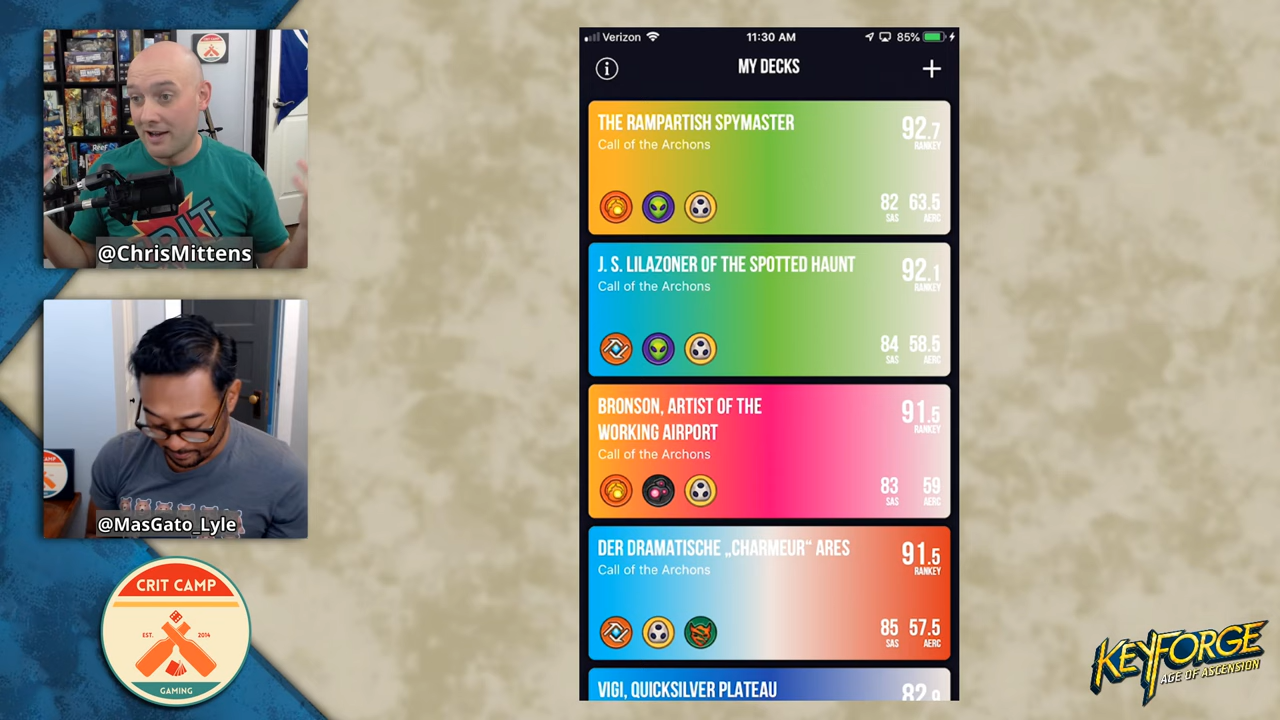 @ChrisMittens
@MasGato_Lyle
CRIT CAMP
EST. 2014
GAMING
Verizon 11:30 AM 85%
MY DECKS
THE RAMPARTISH SPYMASTER
Call of the Archons
92.7
RANKEY
82 63.5
SAS AERC
J. S. LILAZONER OF THE SPOTTED HAUNT
Call of the Archons
92.1
RANKEY
84 58.5
SAS AERC
BRONSON, ARTIST OF THE
WORKING AIRPORT
Call of the Archons
91.5
RANKEY
83 59
SAS AERC
DER DRAMATISCHE „CHARMEUR“ ARES
Call of the Archons
91.5
RANKEY
85 57.5
SAS AERC
VIGI, QUICKSILVER PLATEAU
82.9
KEYFORGE
AGE OF ASCENSION